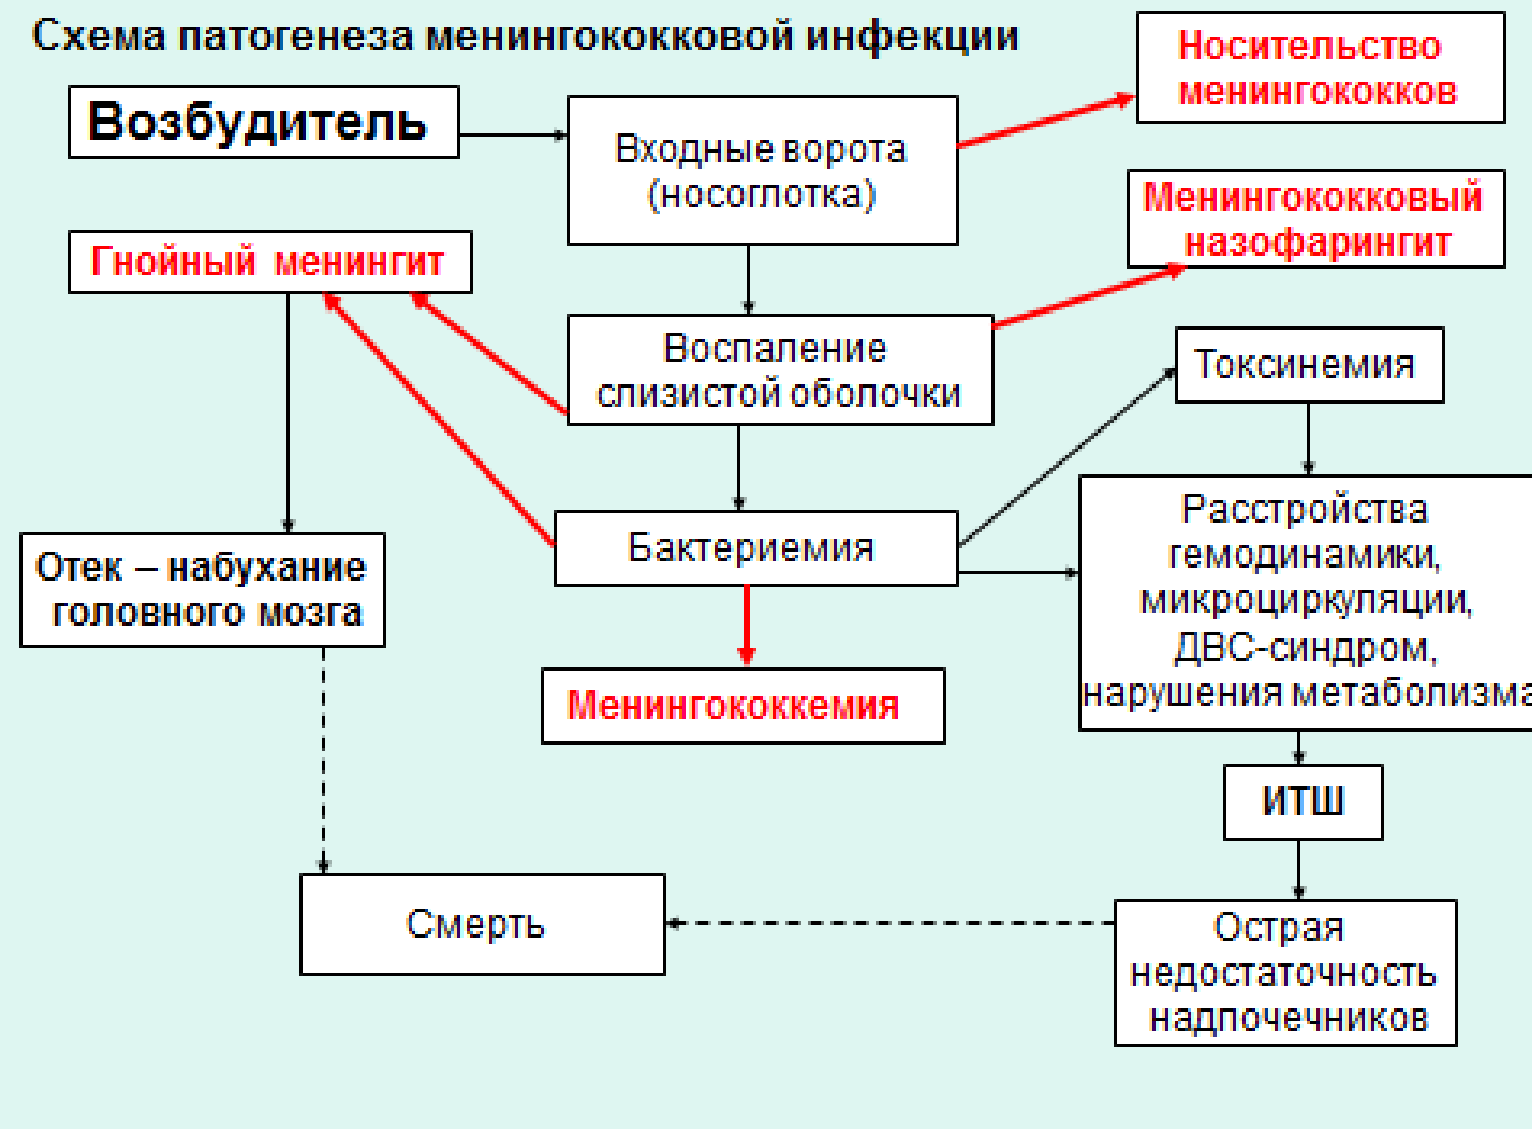 Схема патогенеза менингококковой инфекции
Носительство
менингококков
Возбудитель
Входные ворота
(носоглотка)
Менингококковый
назофарингит
Гнойный менингит
Воспаление
слизистой оболочки
Токсинемия
Бактериемия
Расстройства
гемодинамики,
микроциркуляции,
ДВС-синдром,
нарушения метаболизма
Отек – набухание
головного мозга
Менингококкемия
ИТШ
Смерть
Острая
недостаточность
надпочечников